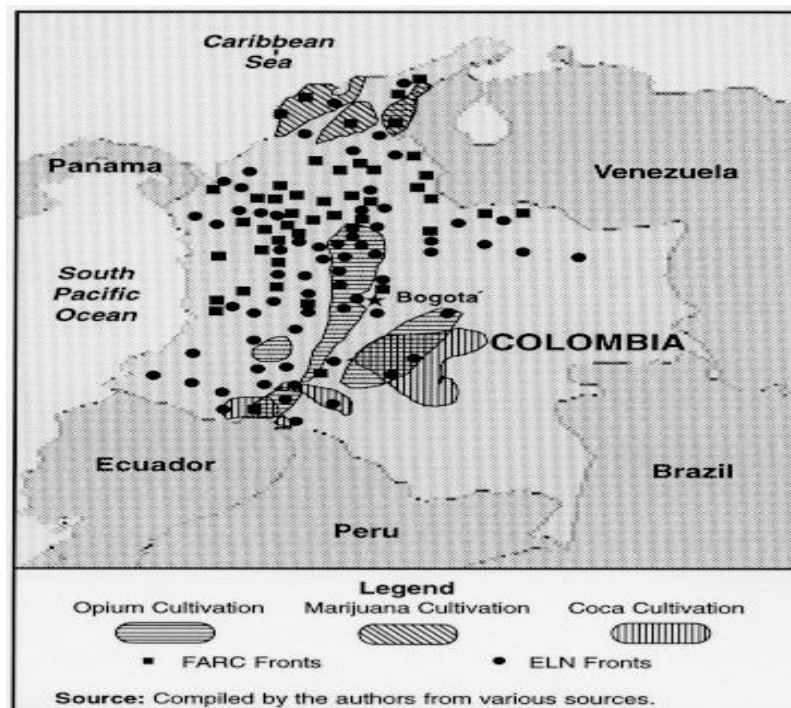 Caribbean
Sea
Panama
Venezuela
South
Pacific
Ocean
Bogota´
COLOMBIA
Ecuador
Brazil
Peru
Legend
Opium Cultivation Marijuana Cultivation Coca Cultivation
FARC Fronts ELN Fronts
Source: Compiled by the authors from various sources.